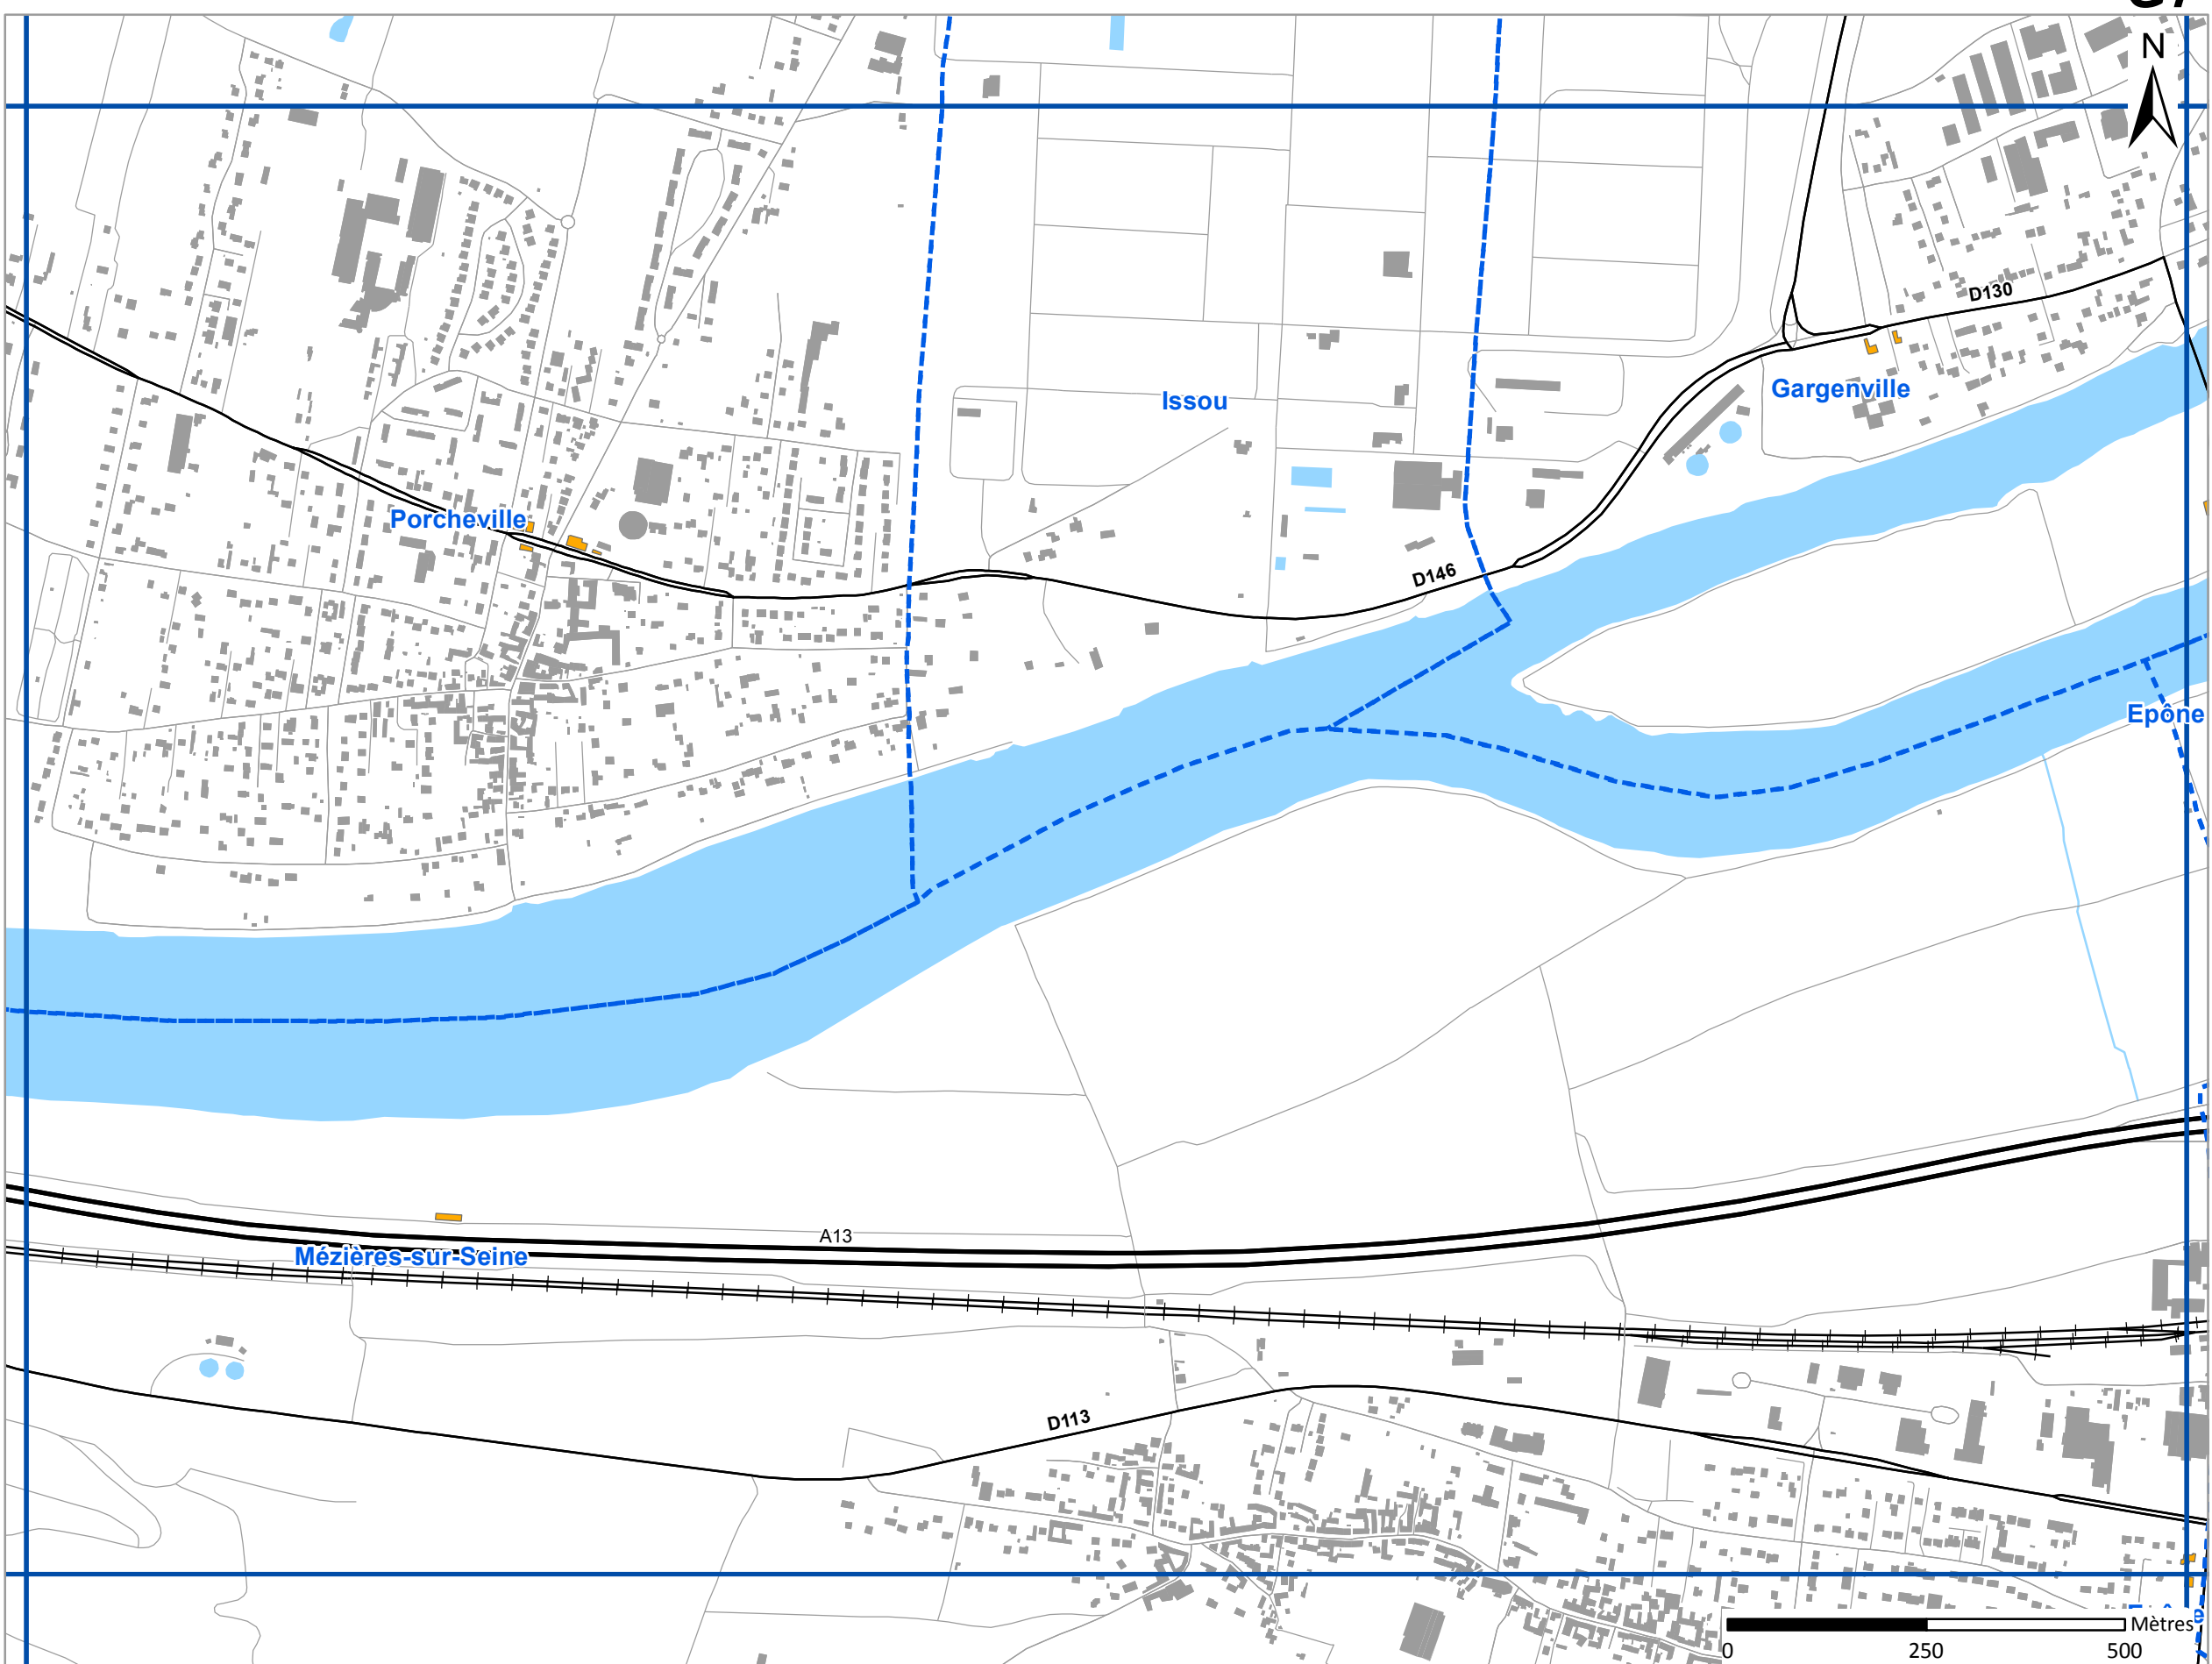 N
D130
Gargenville
Issou
Porcheville
D146
Epône
A13
Mézières-sur-Seine
D113
Mètres
0 250 500